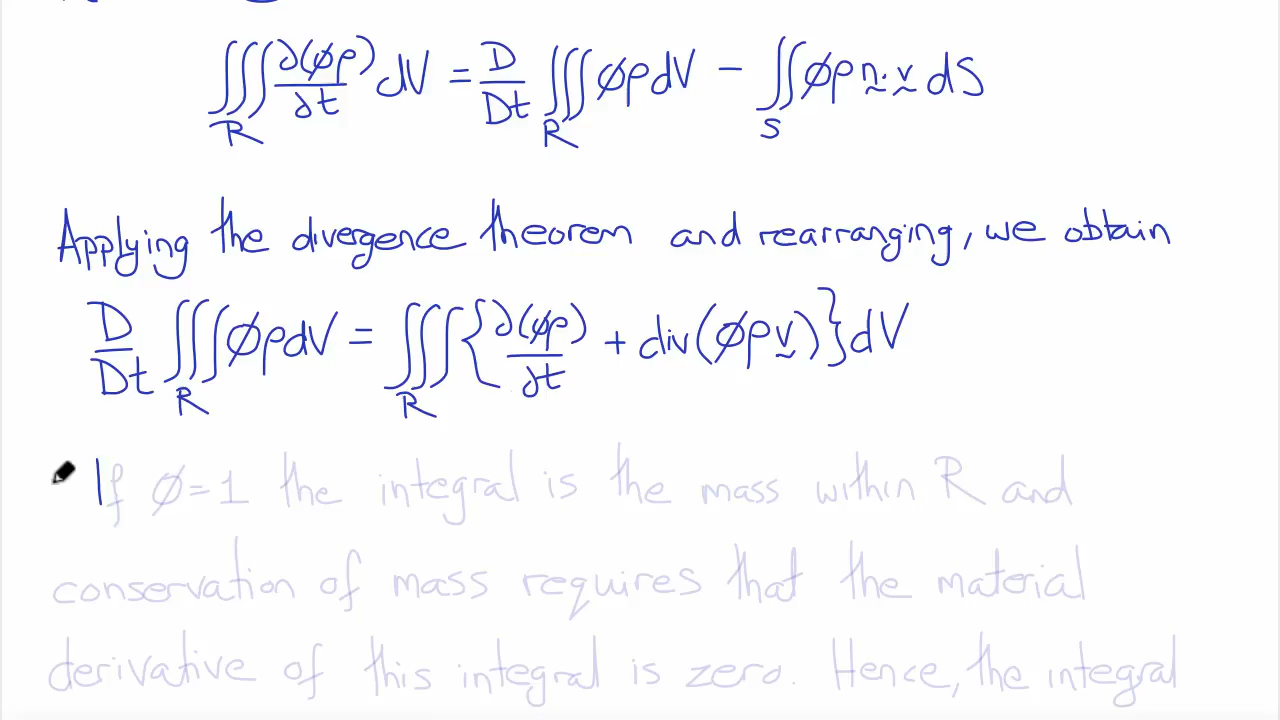 ∭_R ∂(φρ)/∂t dV = D/Dt ∭_R φρ dV − ∬_S φρ n·v dS
Applying the divergence theorem and rearranging, we obtain
D/Dt ∭_R φρ dV = ∭_R { ∂(φρ)/∂t + div(φρv) } dV
If φ=1 the integral is the mass within R and
conservation of mass requires that the material
derivative of this integral is zero. Hence, the integral